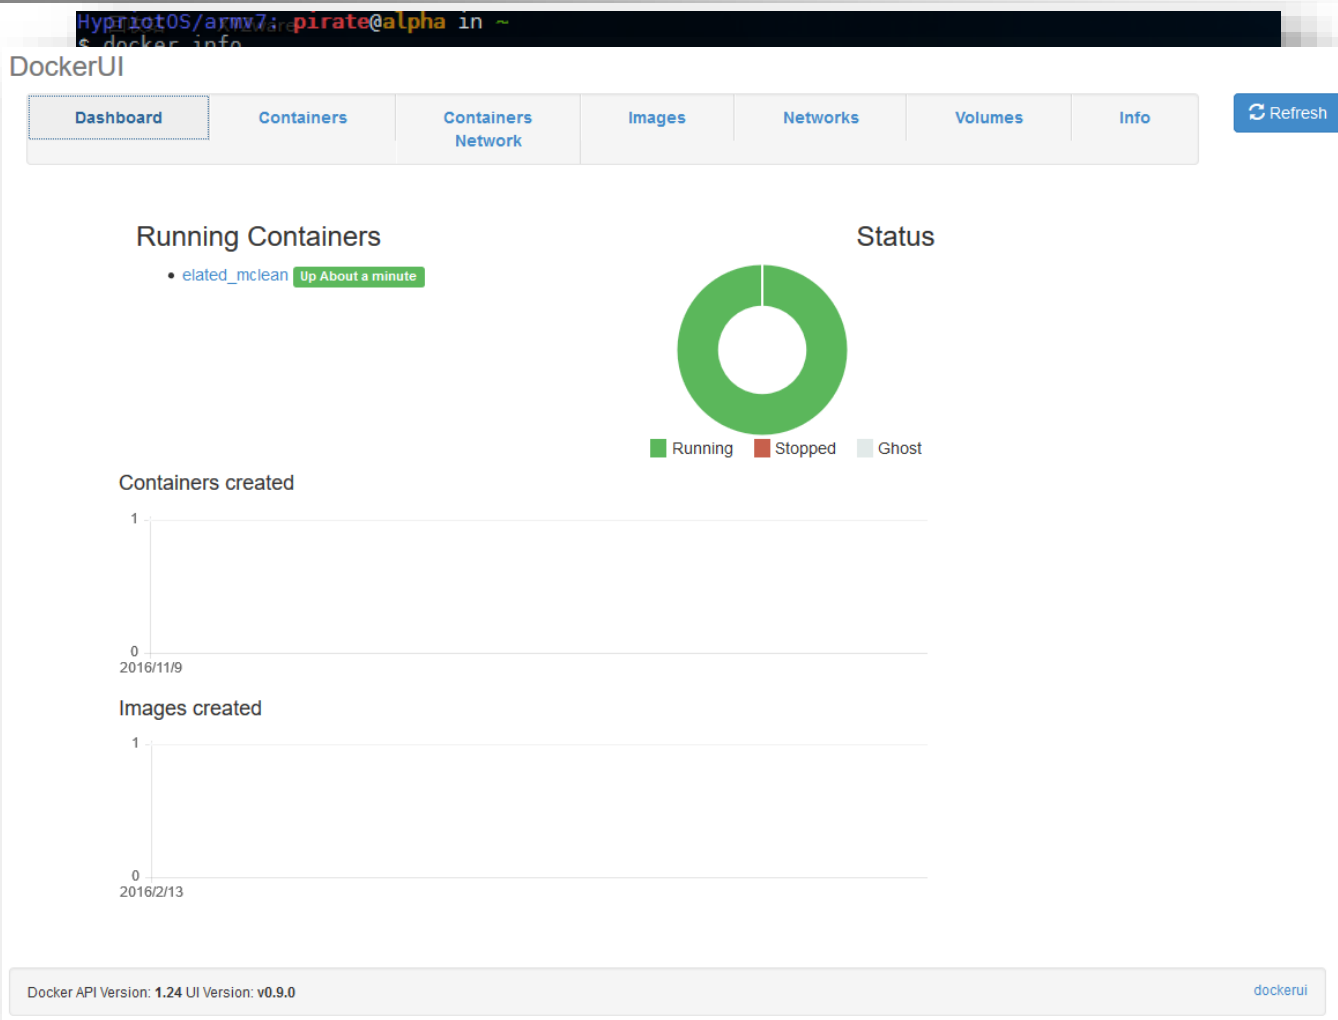 HypriotOS/armv7: pirate@alpha in ~
$ docker info
DockerUI
Dashboard
Containers
Containers
Network
Images
Networks
Volumes
Info
Refresh
Running Containers
elated_mclean Up About a minute
Status
Running
Stopped
Ghost
Containers created
1
0
2016/11/9
Images created
1
0
2016/2/13
Docker API Version: 1.24 UI Version: v0.9.0
dockerui